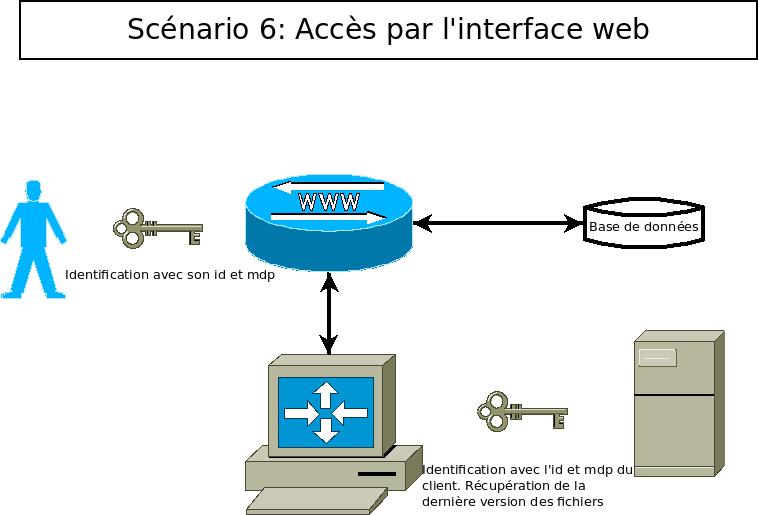 Scénario 6: Accès par l'interface web
WWW
Base de données
Identification avec son id et mdp
Identification avec l'id et mdp du
client. Récupération de la
dernière version des fichiers